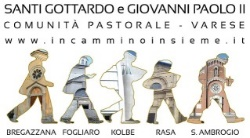 SANTI GOTTARDO e GIOVANNI PAOLO II
COMUNITÀ PASTORALE - VARESE
www.incamminoinsieme.it
BREGAZZANA FOGLIARO KOLBE RASA S. AMBROGIO